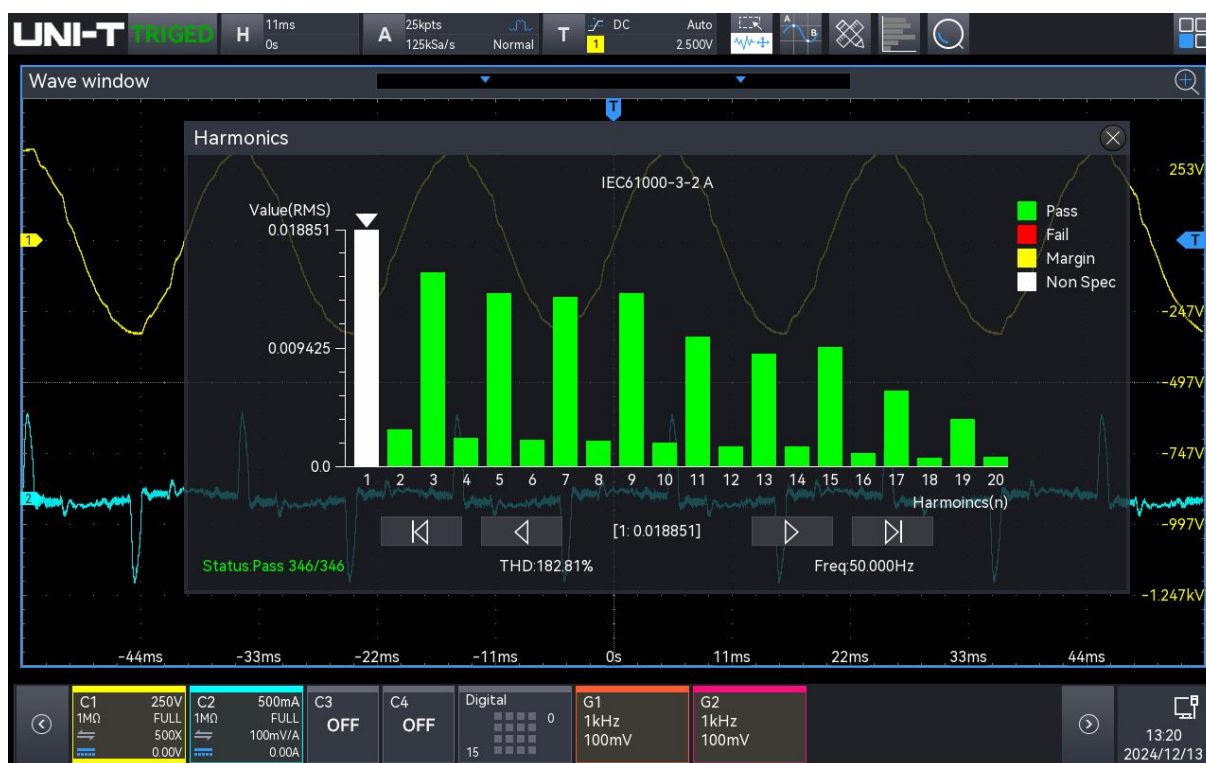 UNI-T TRIGED H 11ms 0s A 25kpts 125kSa/s Normal T DC 1 Auto 2.500V A B
Wave window
T
Harmonics
IEC61000-3-2 A
253V
Value(RMS)
0.018851
Pass
Fail
Margin
Non Spec
1
T
-247V
0.009425
-497V
-747V
0.0
1 2 3 4 5 6 7 8 9 10 11 12 13 14 15 16 17 18 19 20
Harmoincs(n)
2
[1: 0.018851]
-997V
Status:Pass 346/346 THD:182.81% Freq:50.000Hz
-1.247kV
-44ms -33ms -22ms -11ms 0s 11ms 22ms 33ms 44ms
C1 250V
1MΩ FULL
500X
0.00V
C2 500mA
1MΩ FULL
100mV/A
0.00A
C3
OFF
C4
OFF
Digital
0
15
G1
1kHz
100mV
G2
1kHz
100mV
13:20
2024/12/13